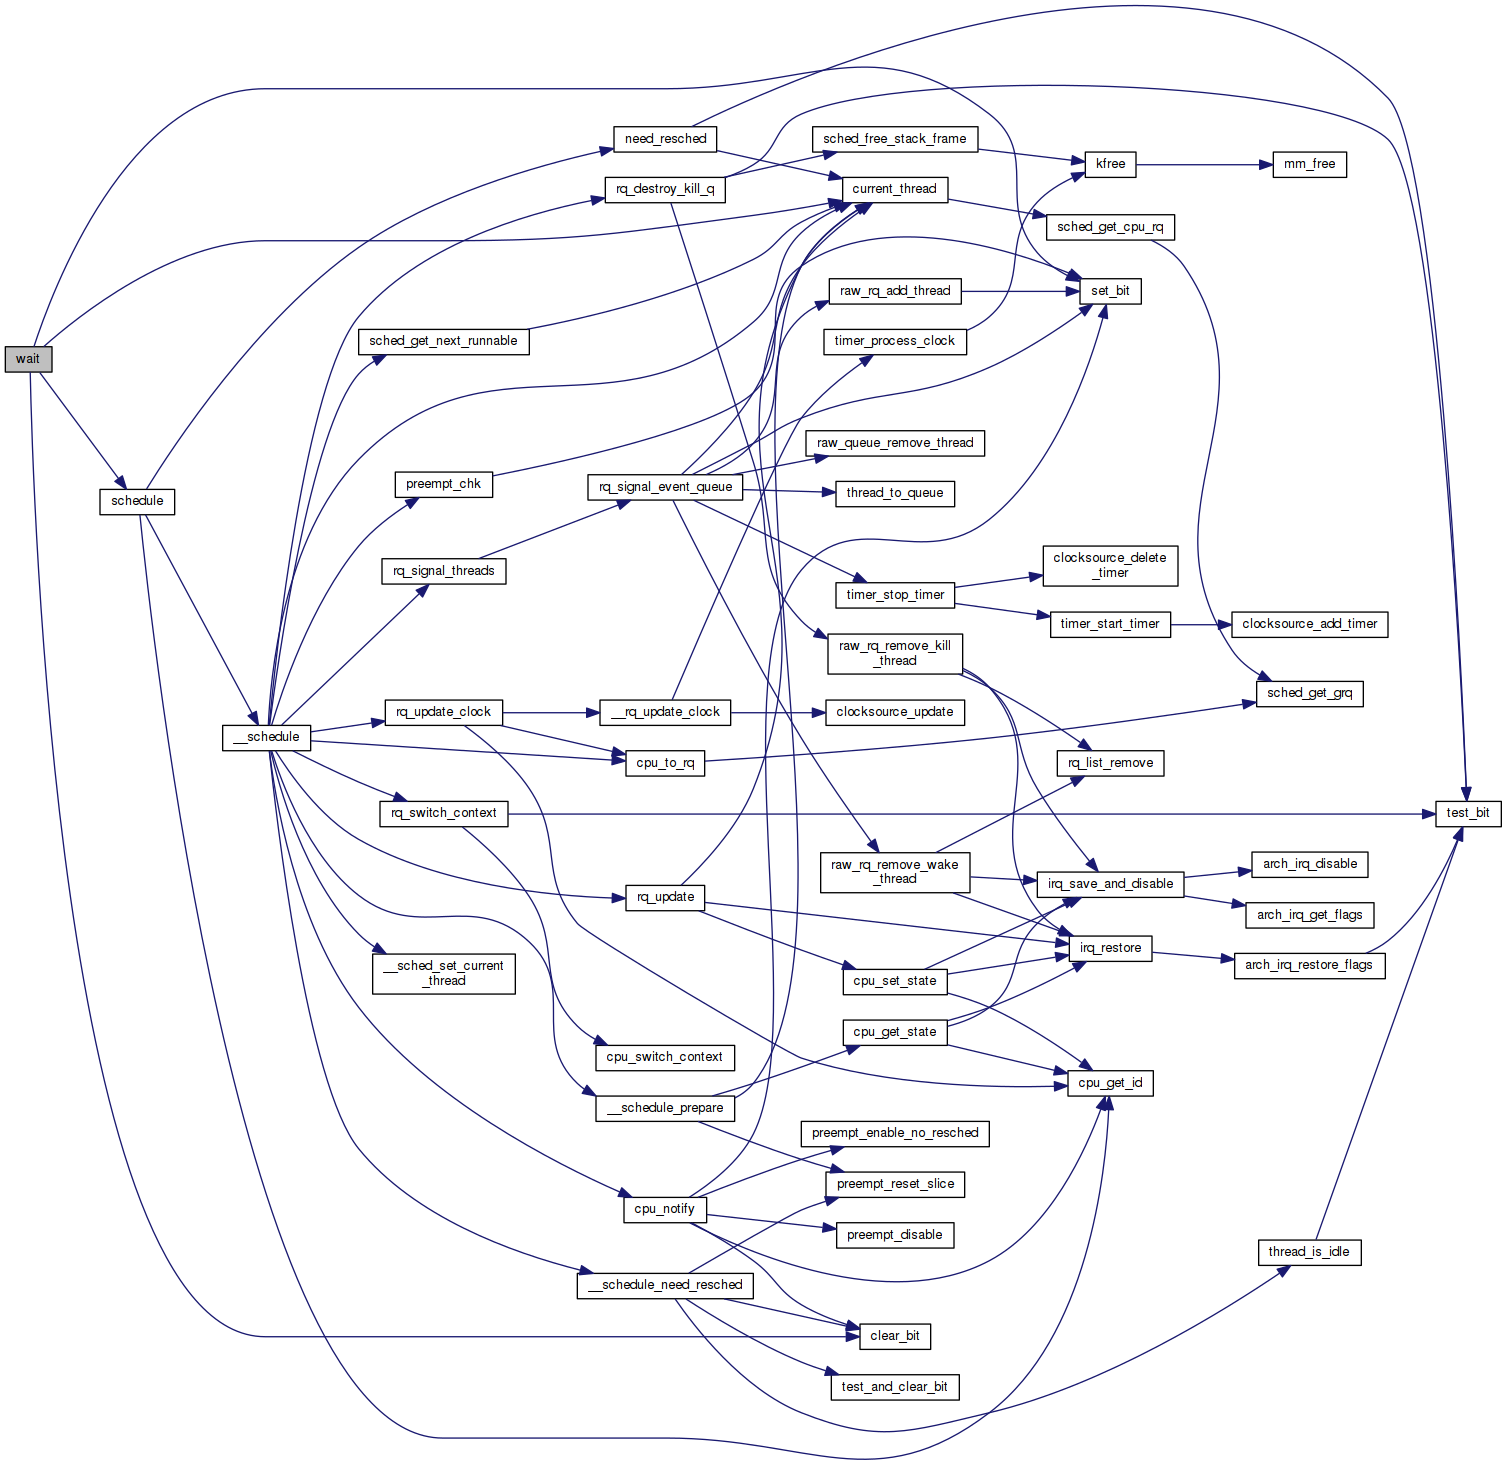 need_resched
sched_free_stack_frame
kfree
mm_free
rq_destroy_kill_q
current_thread
sched_get_cpu_rq
raw_rq_add_thread
set_bit
sched_get_next_runnable
timer_process_clock
wait
raw_queue_remove_thread
preempt_chk
rq_signal_event_queue
thread_to_queue
schedule
rq_signal_threads
clocksource_delete
_timer
timer_stop_timer
timer_start_timer
clocksource_add_timer
raw_rq_remove_kill
_thread
sched_get_grq
rq_update_clock
__rq_update_clock
clocksource_update
__schedule
cpu_to_rq
rq_list_remove
rq_switch_context
test_bit
raw_rq_remove_wake
_thread
arch_irq_disable
irq_save_and_disable
rq_update
arch_irq_get_flags
irq_restore
arch_irq_restore_flags
__sched_set_current
_thread
cpu_set_state
cpu_get_state
cpu_switch_context
cpu_get_id
__schedule_prepare
preempt_enable_no_resched
preempt_reset_slice
cpu_notify
preempt_disable
thread_is_idle
__schedule_need_resched
clear_bit
test_and_clear_bit